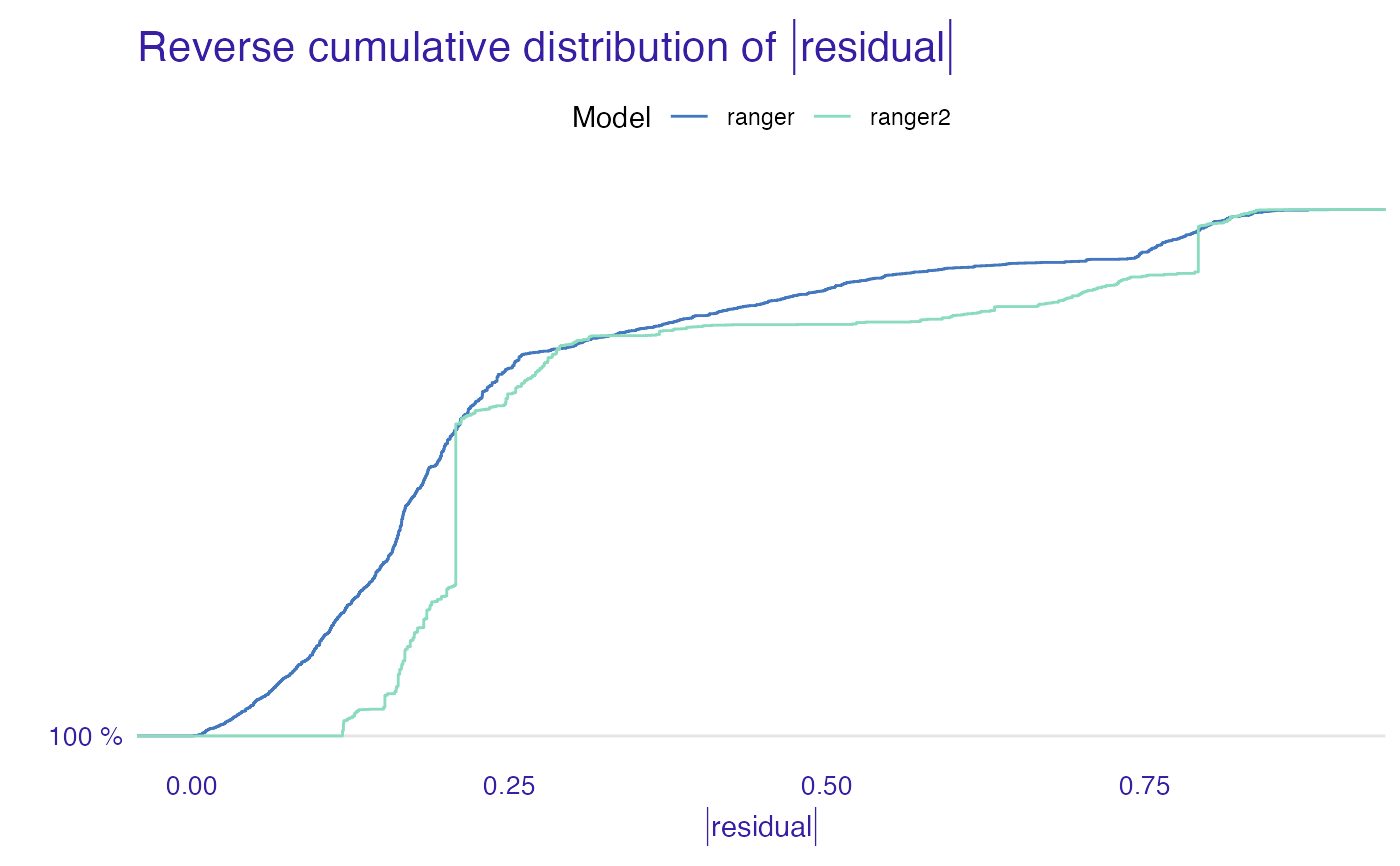 Reverse cumulative distribution of |residual|
Model ranger ranger2
100 %
0.00 0.25 0.50 0.75
|residual|